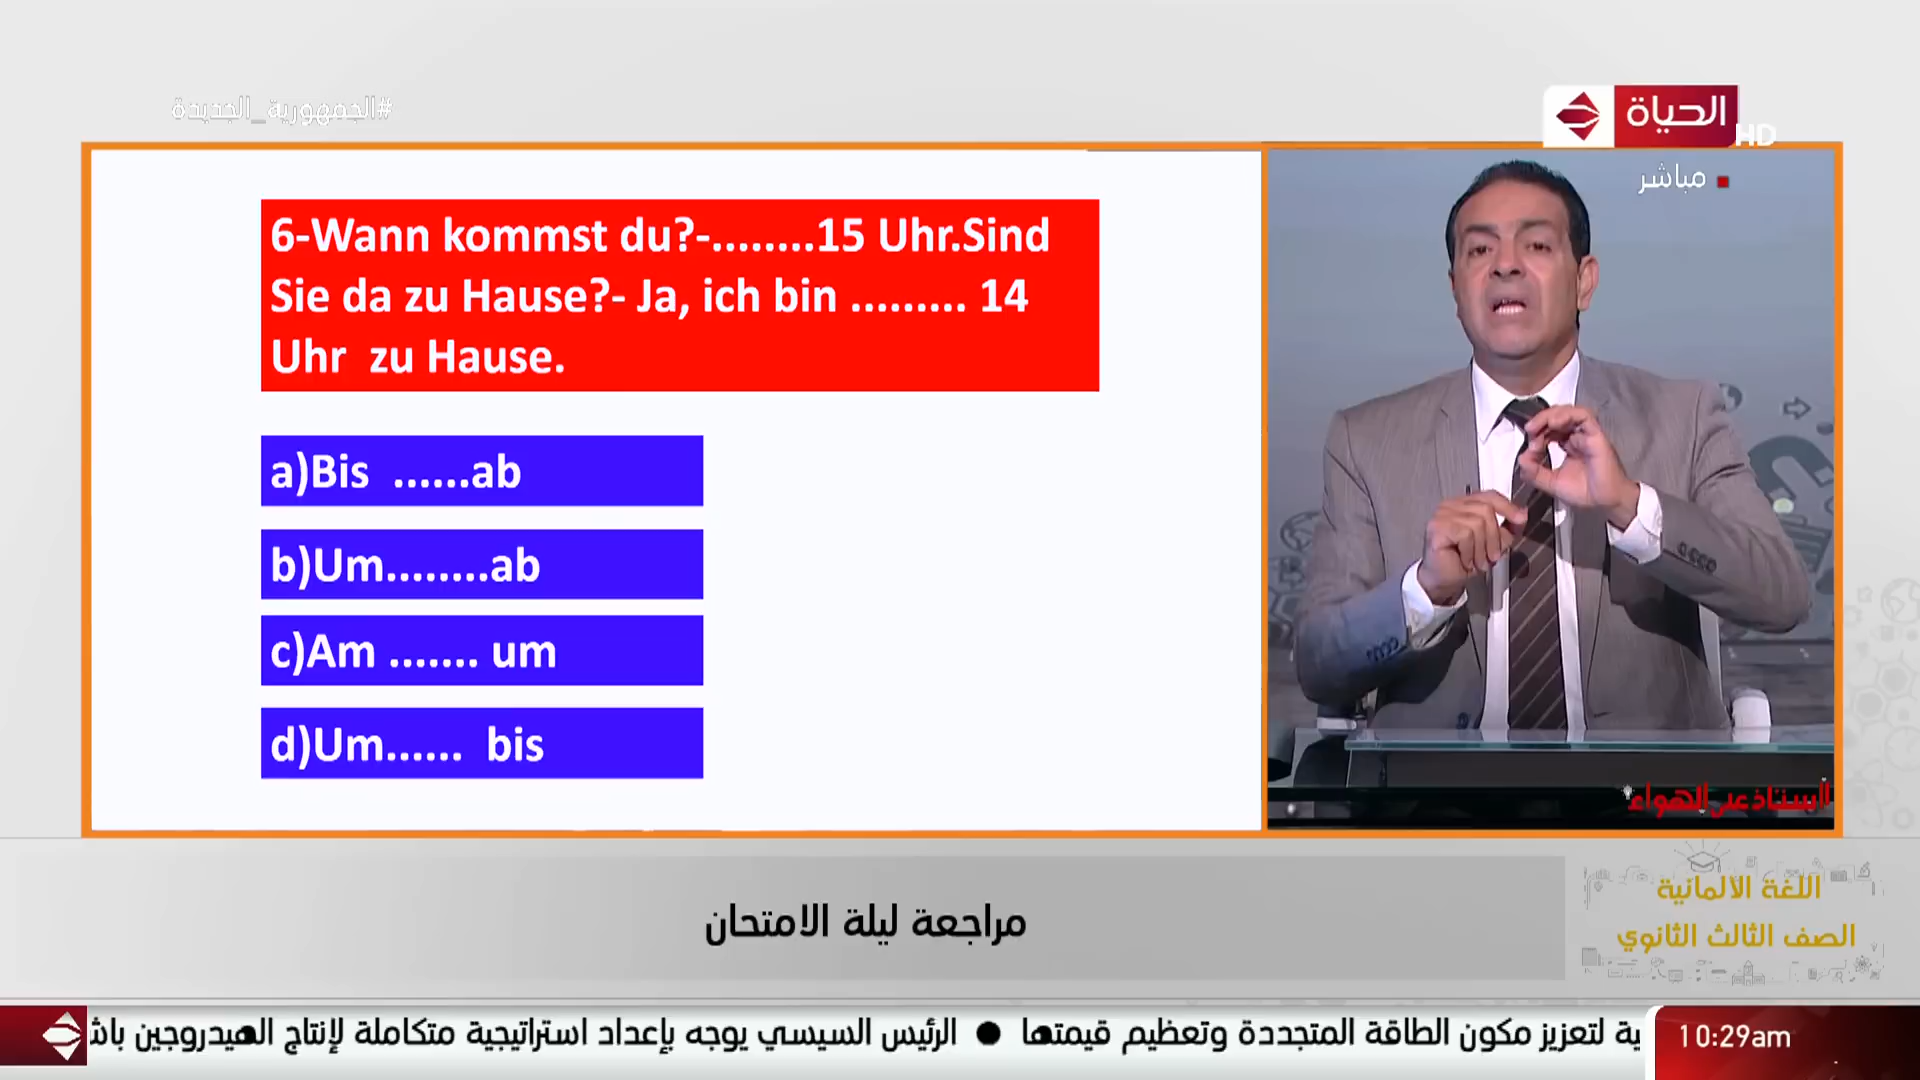 #الجمهورية_الجديدة
الحياة
HD
مباشر
6-Wann kommst du?-........15 Uhr.Sind
Sie da zu Hause?- Ja, ich bin ......... 14
Uhr  zu Hause.
a)Bis  ......ab
b)Um........ab
c)Am ....... um
d)Um......  bis
أستاذ على الهواء
مراجعة ليلة الامتحان
اللغة الالمانية
الصف الثالث الثانوي
ية لتعزيز مكون الطاقة المتجددة وتعظيم قيمتها ● الرئيس السيسي يوجه بإعداد استراتيجية متكاملة لإنتاج الهيدروجين
10:29am